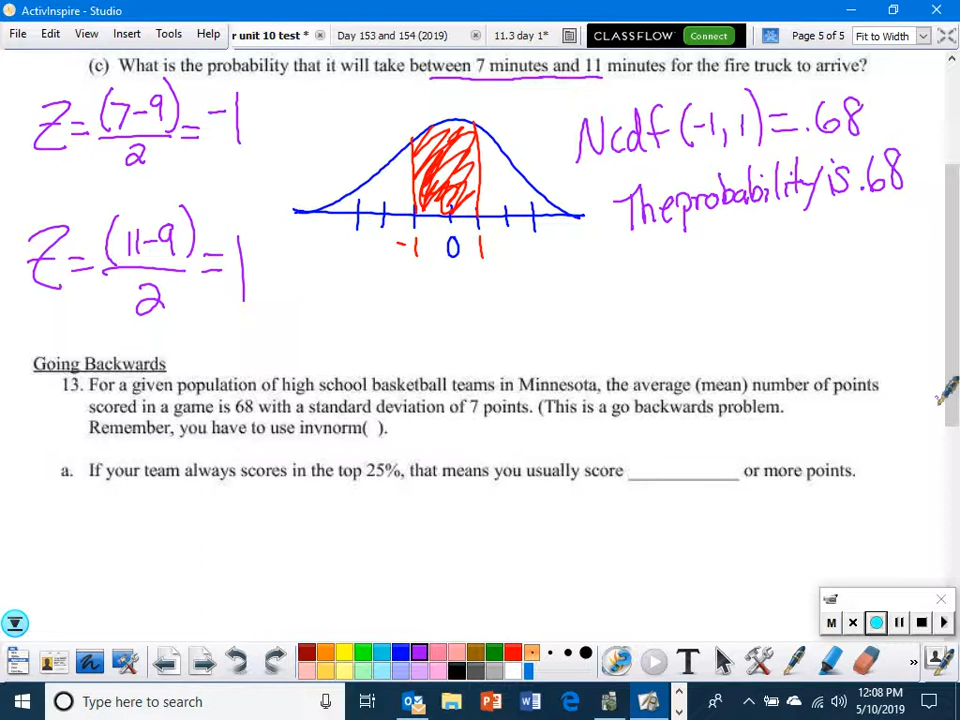 ActivInspire - Studio
File Edit View Insert Tools Help
r unit 10 test *
Day 153 and 154 (2019)
11.3 day 1*
CLASSFLOW Connect
Page 5 of 5
Fit to Width
(c) What is the probability that it will take between 7 minutes and 11 minutes for the fire truck to arrive?
Z= (7-9)/2 = -1
Ncdf (-1, 1) = .68
The probability is .68
-1 0 1
Z= (11-9)/2 = 1
Going Backwards
13. For a given population of high school basketball teams in Minnesota, the average (mean) number of points
scored in a game is 68 with a standard deviation of 7 points. (This is a go backwards problem.
Remember, you have to use invnorm( ).
a. If your team always scores in the top 25%, that means you usually score ____________ or more points.
M
T
Type here to search
12:08 PM
5/10/2019